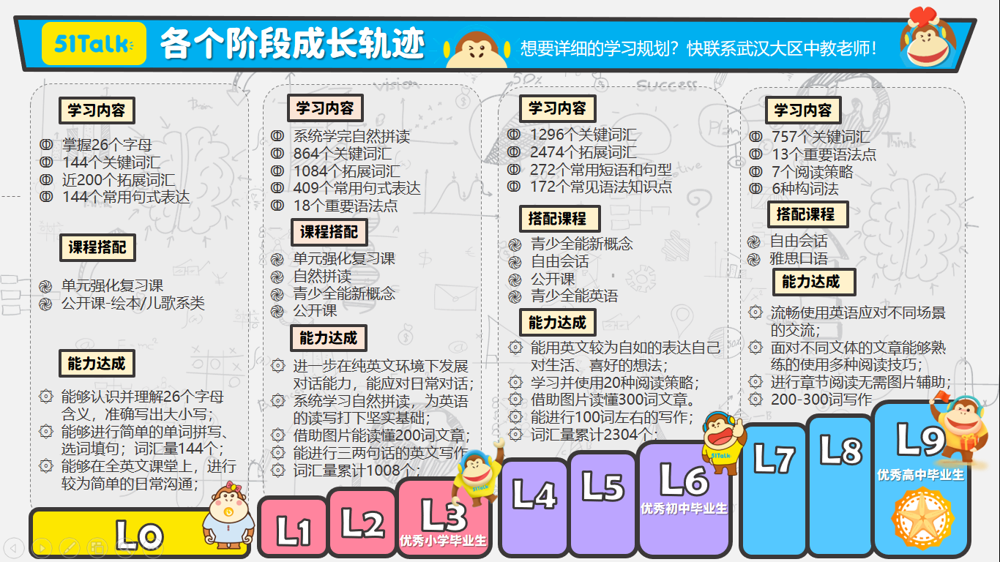 51Talk
各个阶段成长轨迹
想要详细的学习规划？快联系武汉大区中教老师！
学习内容
掌握26个字母
144个关键词汇
近200个拓展词汇
144个常用句式表达
课程搭配
单元强化复习课
公开课-绘本/儿歌系类
能力达成
能够认识并理解26个字母
含义，准确写出大小写；
能够进行简单的单词拼写、
选词填句；词汇量144个；
能够在全英文课堂上，进行
较为简单的日常沟通；
L0
学习内容
系统学完自然拼读
864个关键词汇
1084个拓展词汇
409个常用句式表达
18个重要语法点
课程搭配
单元强化复习课
自然拼读
青少全能新概念
公开课
能力达成
进一步在纯英文环境下发展
对话能力，能应对日常对话；
系统学习自然拼读，为英语
的读写打下坚实基础；
借助图片能读懂200词文章；
能进行三两句话的英文写作
词汇量累计1008个；
L1
L2
L3
优秀小学毕业生
51Talk
学习内容
1296个关键词汇
2474个拓展词汇
272个常用短语和句型
172个常见语法知识点
搭配课程
青少全能新概念
自由会话
公开课
青少全能英语
能力达成
能用英文较为自如的表达自己
对生活、喜好的想法；
学习并使用20种阅读策略；
借助图片读懂300词文章。
能进行100词左右的写作；
词汇量累计2304个；
L4
L5
L6
优秀初中毕业生
51Talk
学习内容
757个关键词汇
13个重要语法点
7个阅读策略
6种构词法
搭配课程
自由会话
雅思口语
能力达成
流畅使用英语应对不同场景
的交流；
面对不同文体的文章能够熟
练的使用多种阅读技巧；
进行章节阅读无需图片辅助；
200-300词写作
L7
L8
L9
优秀高中毕业生
vision
50%
Success
Plan
Think